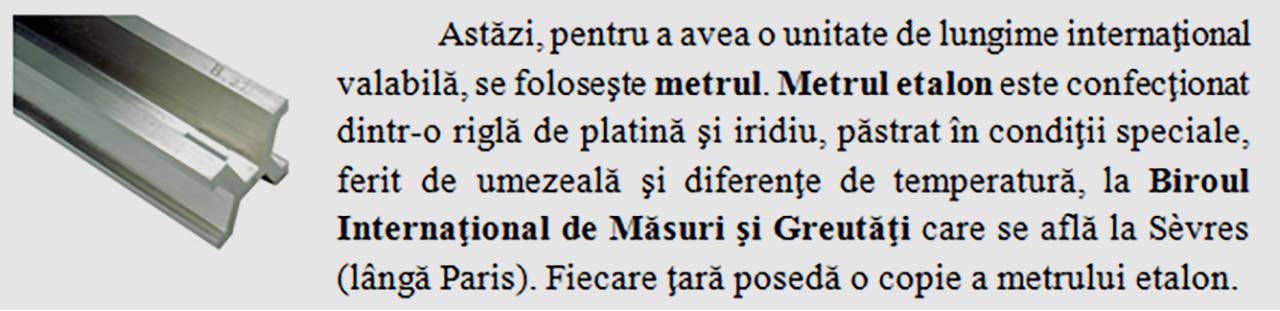 Astăzi, pentru a avea o unitate de lungime internaţional
valabilă, se foloseşte metrul. Metrul etalon este confecţionat
dintr-o riglă de platină şi iridiu, păstrat în condiţii speciale,
ferit de umezeală şi diferenţe de temperatură, la Biroul
Internaţional de Măsuri şi Greutăţi care se află la Sèvres
(lângă Paris). Fiecare ţară posedă o copie a metrului etalon.